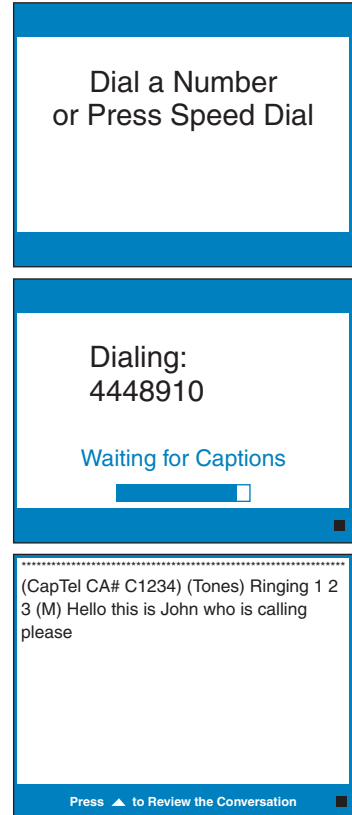 Dial a Number
or Press Speed Dial
Dialing:
4448910
Waiting for Captions
******************************************************************
(CapTel CA# C1234) (Tones) Ringing 1 2
3 (M) Hello this is John who is calling
please
Press ▲ to Review the Conversation